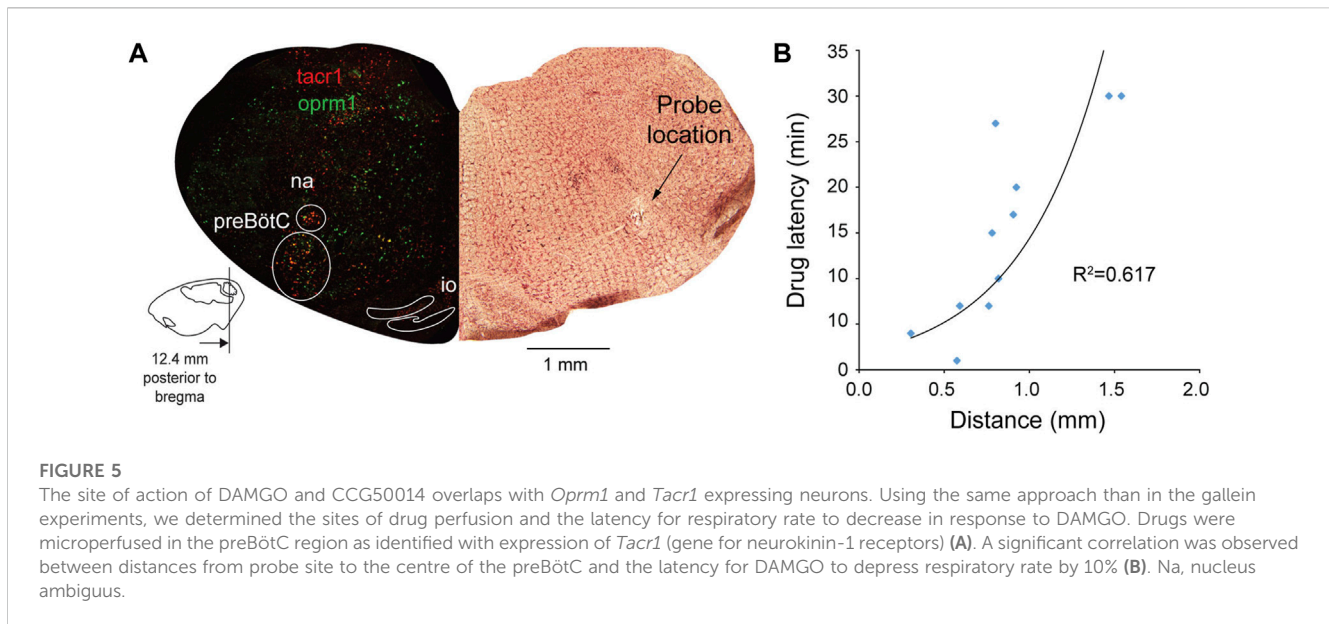 A
tacr1
oprm1
na
preBötC
io
Probe
location
12.4 mm
posterior to
bregma
1 mm
B
Drug latency (min)
35
30
25
20
15
10
10
0
0.0 0.5 1.0 1.5 2.0
R²=0.617
Distance (mm)
FIGURE 5
The site of action of DAMGO and CCG50014 overlaps with Oprm1 and Tacr1 expressing neurons. Using the same approach than in the gallein
experiments, we determined the sites of drug perfusion and the latency for respiratory rate to decrease in response to DAMGO. Drugs were
microperfused in the preBötC region as identified with expression of Tacr1 (gene for neurokinin-1 receptors) (A). A significant correlation was observed
between distances from probe site to the centre of the preBötC and the latency for DAMGO to depress respiratory rate by 10% (B). Na, nucleus
ambiguus.